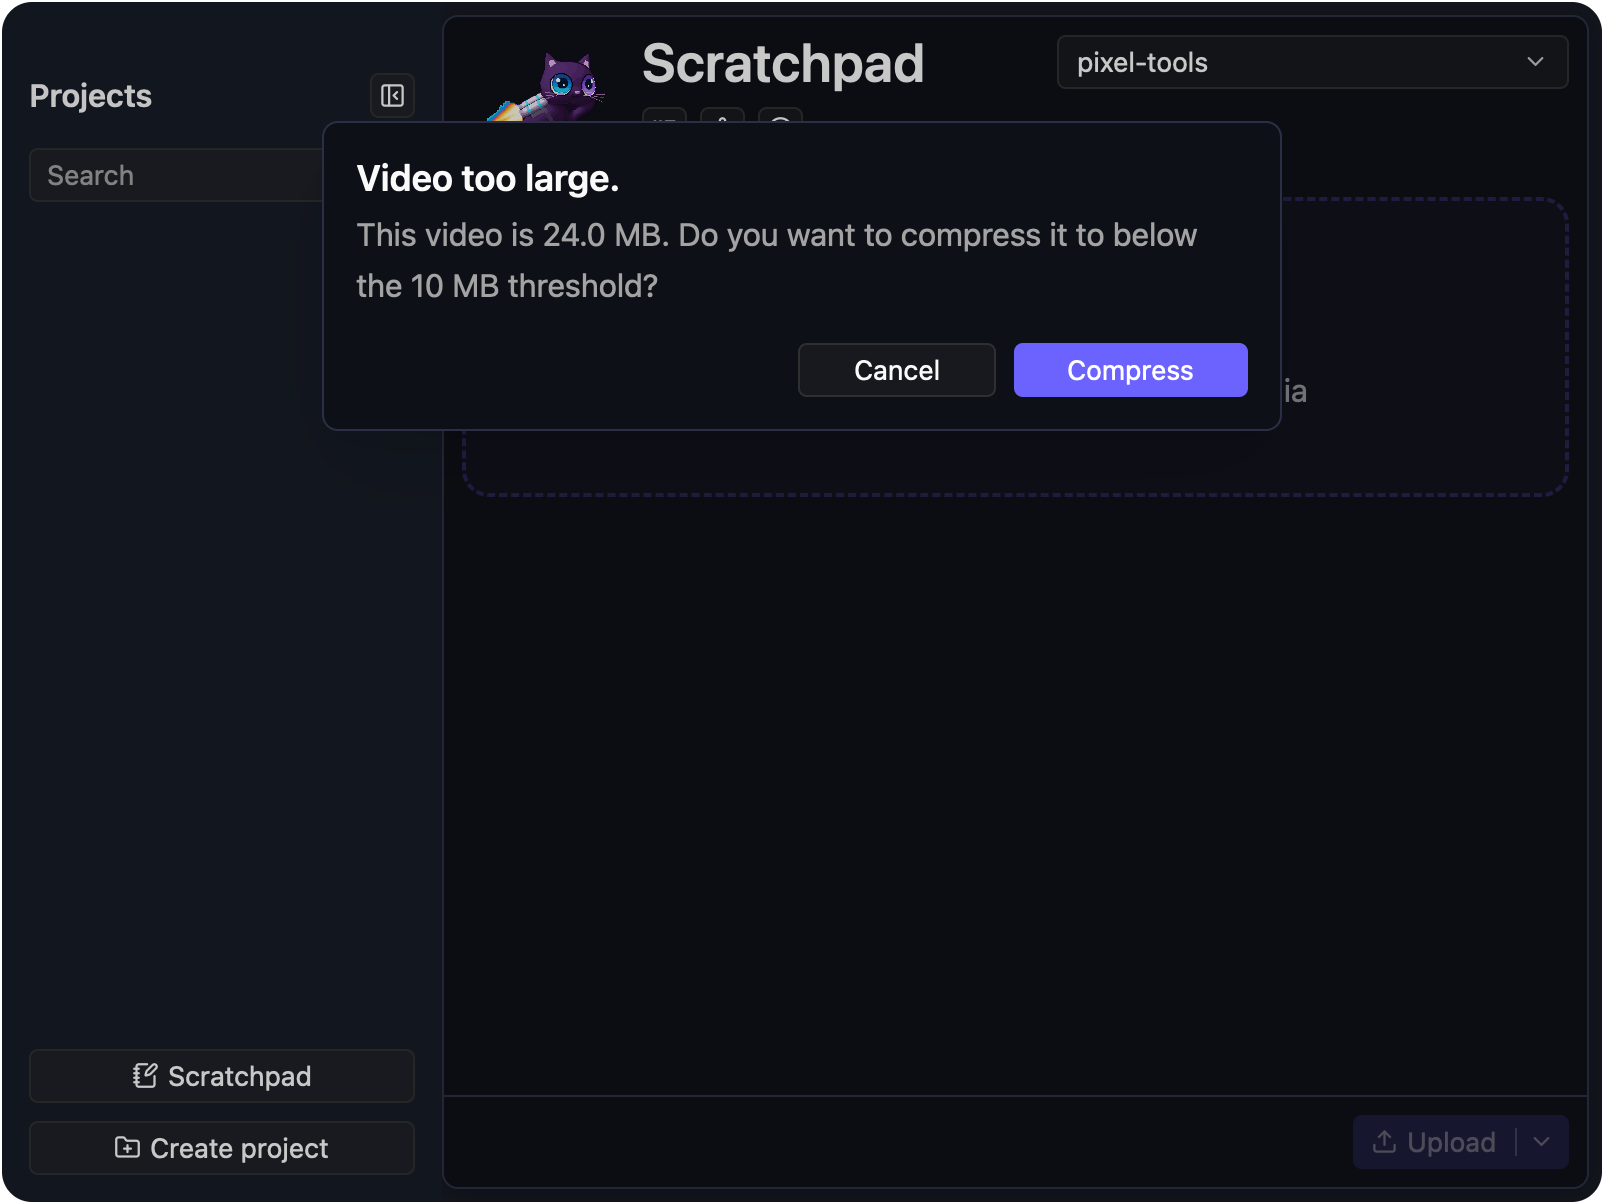 Projects
Search
Scratchpad
pixel-tools
Video too large.
This video is 24.0 MB. Do you want to compress it to below
the 10 MB threshold?
Cancel
Compress
Scratchpad
Create project
Upload